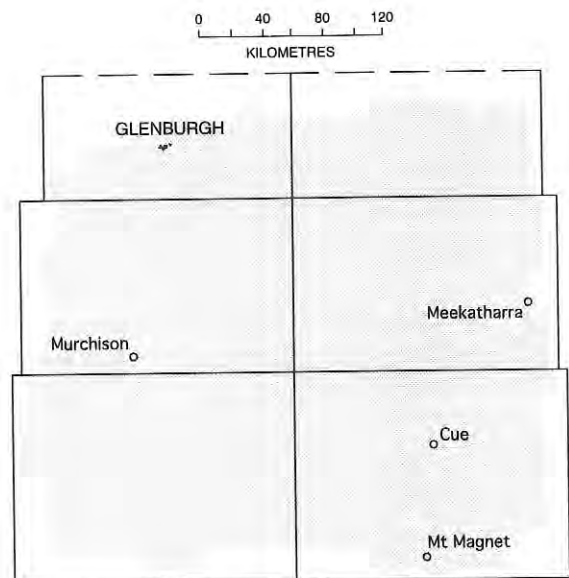 0 40 80 120
KILOMETRES
GLENBURGH
Meekatharra
Murchison
Cue
Mt Magnet